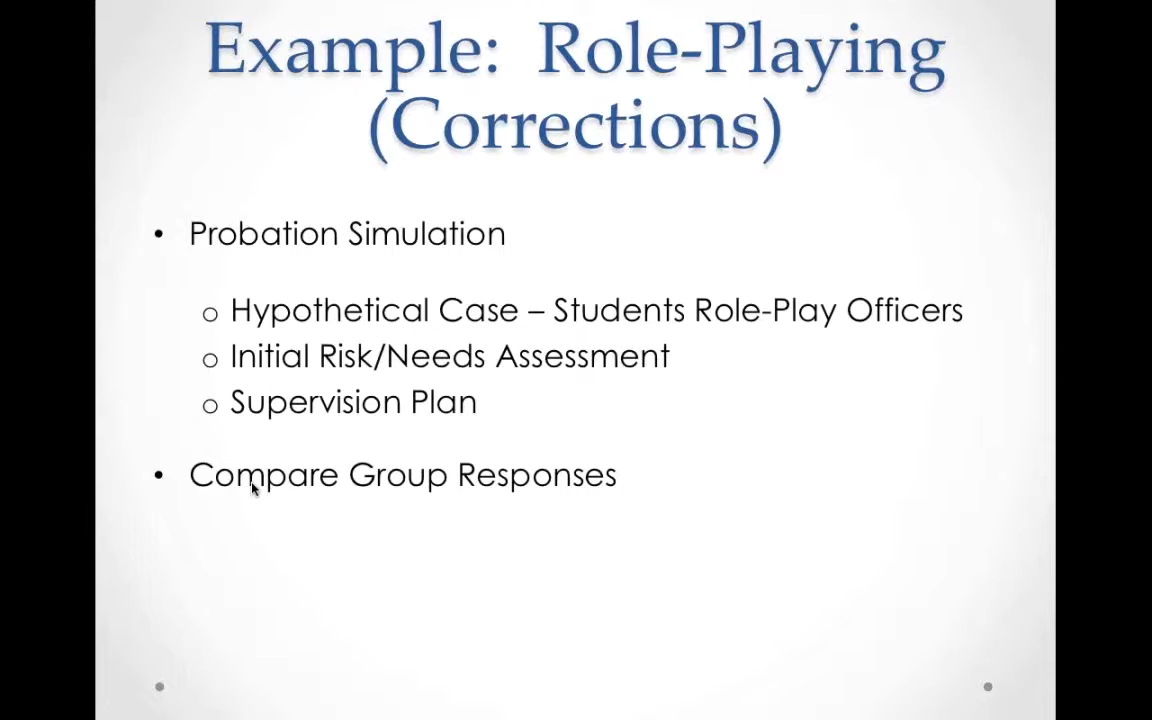 Example: Role-Playing
(Corrections)
• Probation Simulation
o Hypothetical Case – Students Role-Play Officers
o Initial Risk/Needs Assessment
o Supervision Plan
• Compare Group Responses